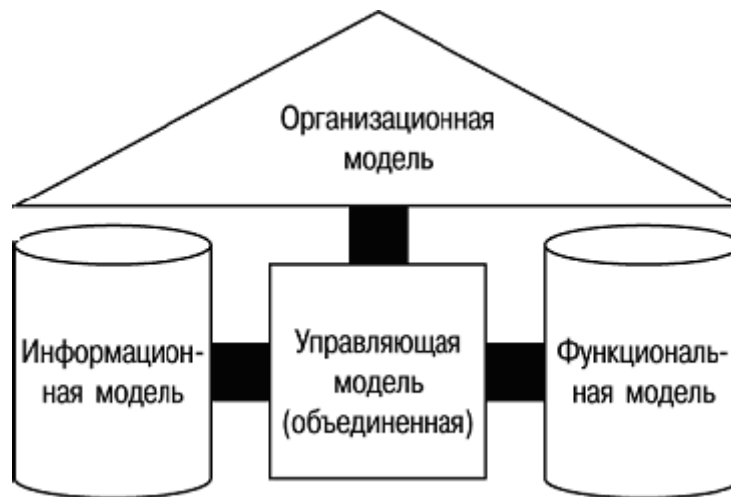 Организационная
модель
Информацион-
ная модель
Управляющая
модель
(объединенная)
Функциональ-
ная модель